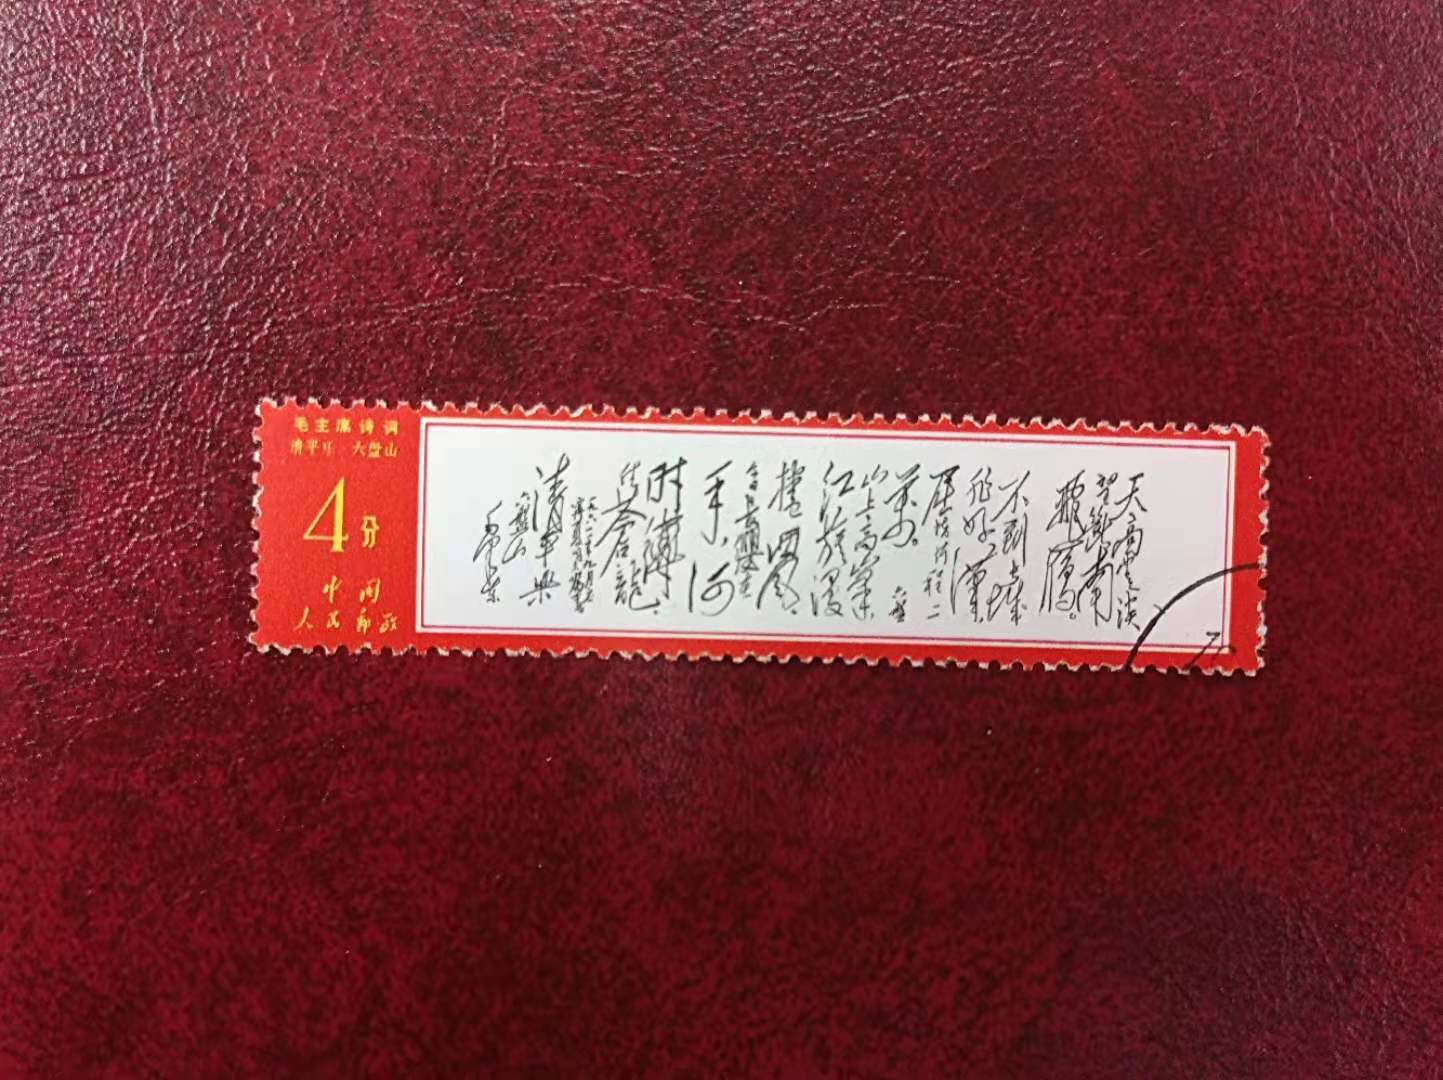 毛主席诗词
清平乐 六盘山
4分
中国
人民邮政
天高云淡
望断南
飞雁。
不到长城
非好汉
屈指行程二
万。
六盘
山上高峰
红旗漫
卷西风。
今日长缨在
手，何
时缚
住苍龙
清平乐
六盘山
毛泽东